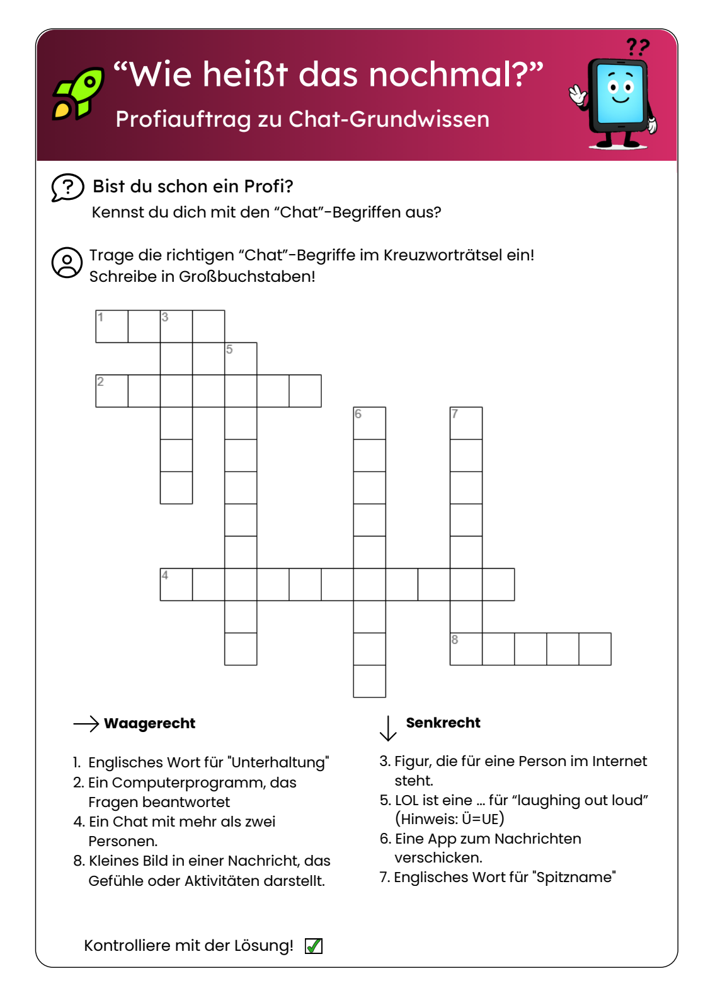 ??
“Wie heißt das nochmal?”
Profiauftrag zu Chat-Grundwissen
?
Bist du schon ein Profi?
Kennst du dich mit den “Chat”-Begriffen aus?
Trage die richtigen “Chat”-Begriffe im Kreuzworträtsel ein!
Schreibe in Großbuchstaben!
1 3
5
2
6 7
4
8
Waagerecht
1. Englisches Wort für "Unterhaltung"
2. Ein Computerprogramm, das
Fragen beantwortet
4. Ein Chat mit mehr als zwei
Personen.
8. Kleines Bild in einer Nachricht, das
Gefühle oder Aktivitäten darstellt.
Senkrecht
3. Figur, die für eine Person im Internet
steht.
5. LOL ist eine ... für “laughing out loud”
(Hinweis: Ü=UE)
6. Eine App zum Nachrichten
verschicken.
7. Englisches Wort für "Spitzname"
Kontrolliere mit der Lösung!